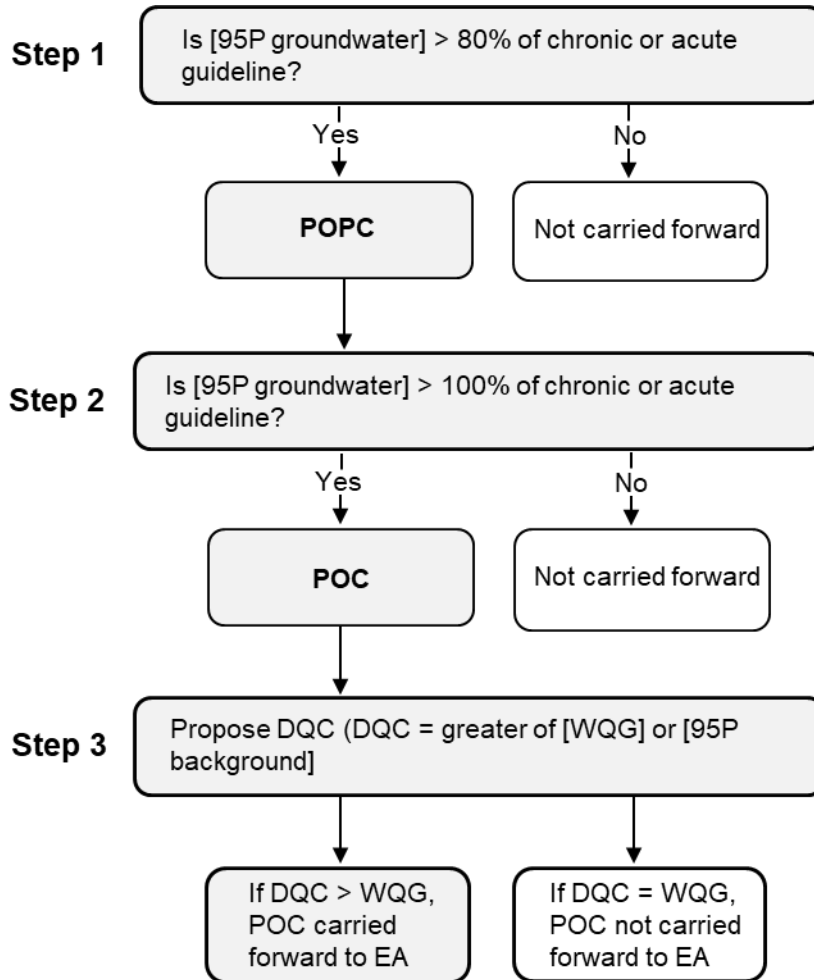 Step 1
Is [95P groundwater] > 80% of chronic or acute
guideline?
Yes
No
POPC
Not carried forward
Step 2
Is [95P groundwater] > 100% of chronic or acute
guideline?
Yes
No
POC
Not carried forward
Step 3
Propose DQC (DQC = greater of [WQG] or [95P
background]
If DQC > WQG,
POC carried
forward to EA
If DQC = WQG,
POC not carried
forward to EA